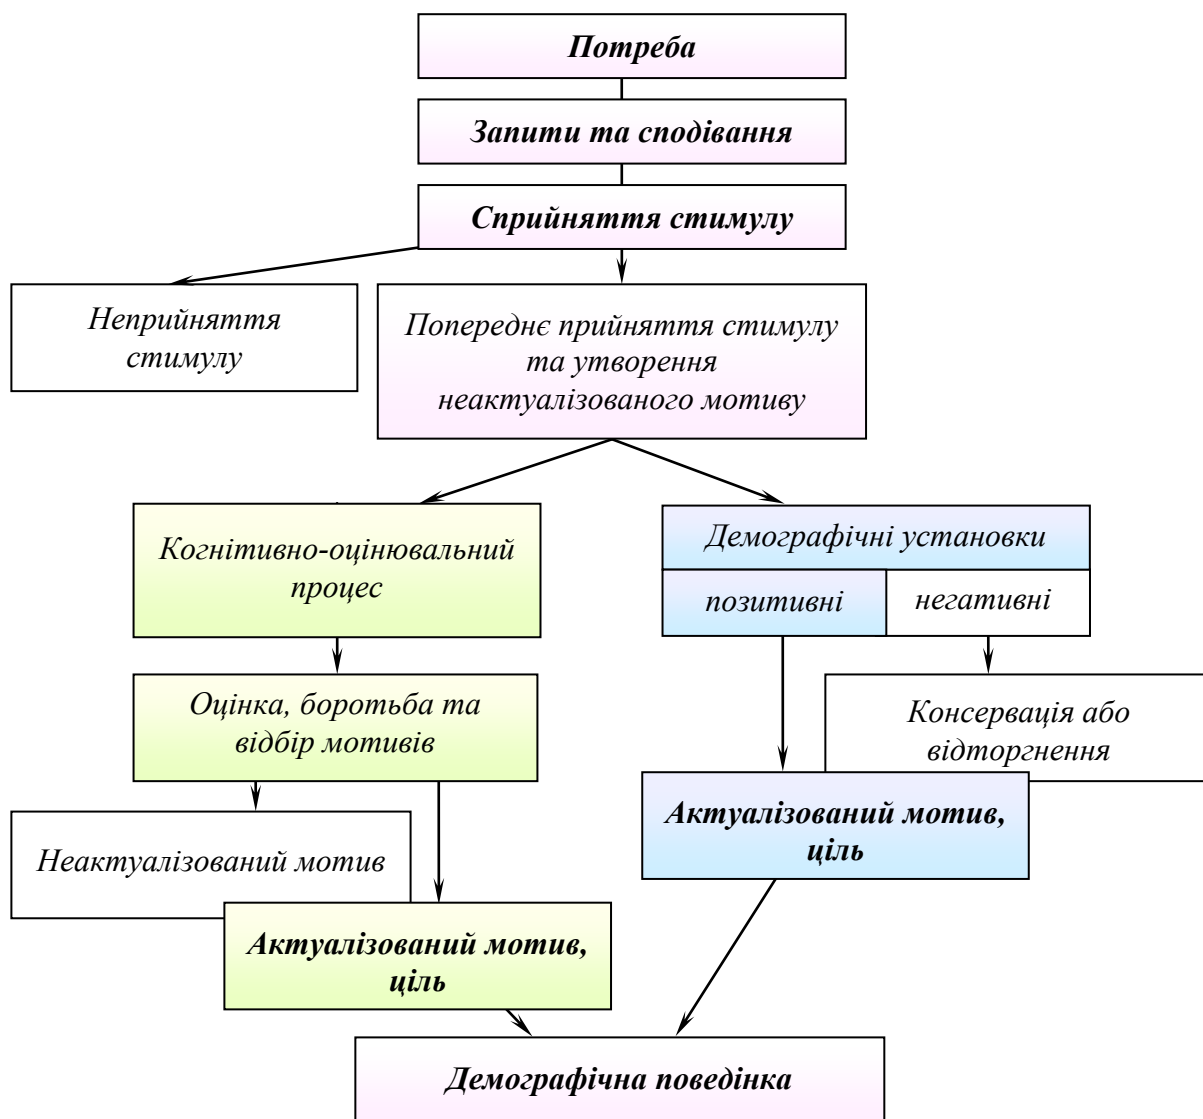 Потреба
Запити та сподівання
Сприйняття стимулу
Неприйняття
стимулу
Попереднє прийняття стимулу
та утворення
неактуалізованого мотиву
Когнітивно-оцінювальний
процес
Демографічні установки
позитивні
негативні
Оцінка, боротьба та
відбір мотивів
Консервація або
відторгнення
Неактуалізований мотив
Актуалізований мотив,
ціль
Актуалізований мотив,
ціль
Демографічна поведінка